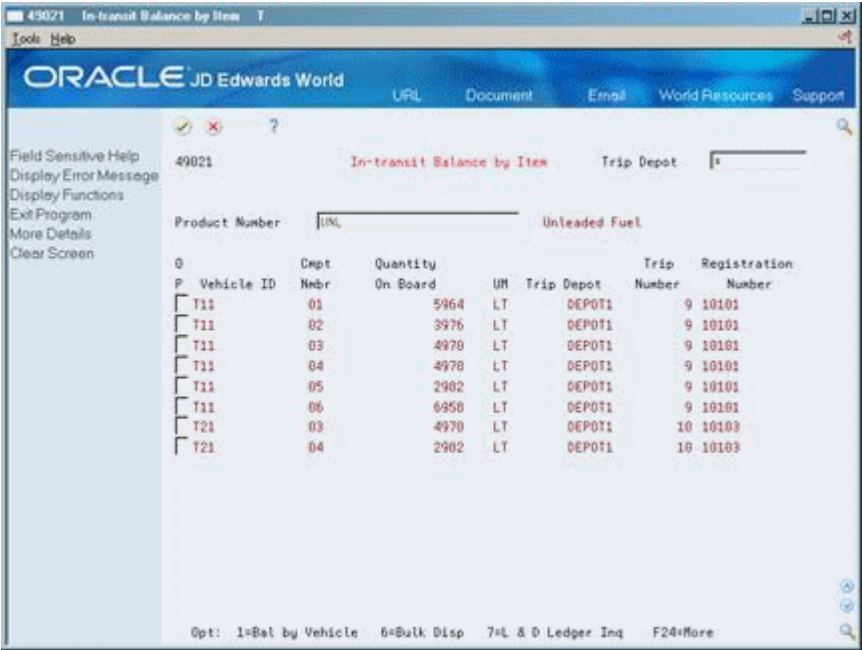 49021 In-transit Balance by Item T
Tools Help
ORACLE JD Edwards World
URL Document Email World Resources Support
?
Field Sensitive Help
Display Error Message
Display Functions
Exit Program
More Details
Clear Screen
49021 In-transit Balance by Item Trip Depot *
Product Number UNL Unleaded Fuel
O Cmpt Quantity Trip Registration
P Vehicle ID Nmbr On Board UM Trip Depot Number Number
T11 01 5964 LT DEPOT1 9 10101
T11 02 3976 LT DEPOT1 9 10101
T11 03 4970 LT DEPOT1 9 10101
T11 04 4970 LT DEPOT1 9 10101
T11 05 2982 LT DEPOT1 9 10101
T11 06 6958 LT DEPOT1 9 10101
T21 03 4970 LT DEPOT1 10 10103
T21 04 2982 LT DEPOT1 10 10103
Opt: 1=Bal by Vehicle 6=Bulk Disp 7=L & D Ledger Inq F24=More